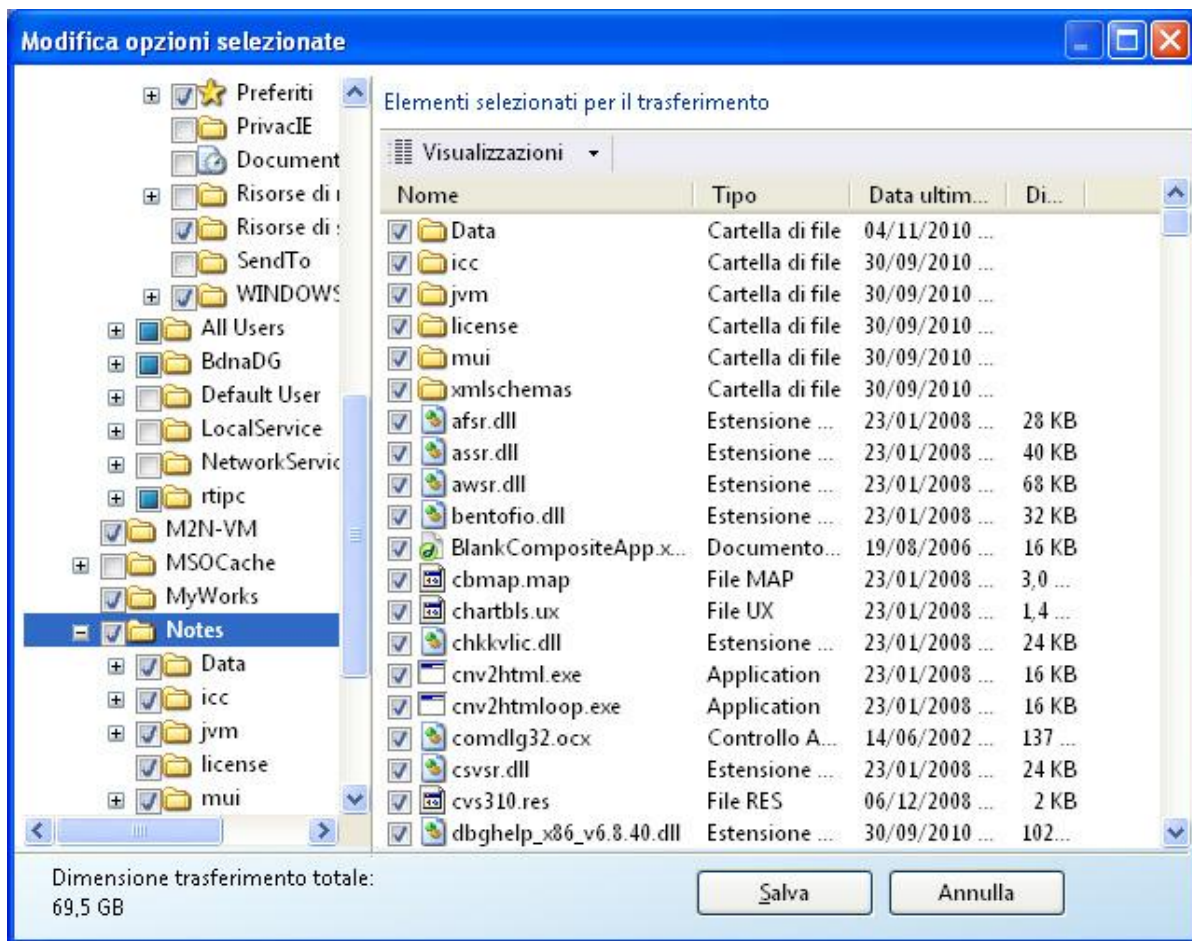 Modifica opzioni selezionate
Preferiti
PrivacIE
Document
Risorse di r
Risorse di s
SendTo
WINDOWS
All Users
BdnaDG
Default User
LocalService
NetworkServic
rtipc
M2N-VM
MSOCache
MyWorks
Notes
Data
icc
jvm
license
mui
Elementi selezionati per il trasferimento
Visualizzazioni
Nome Tipo Data ultim... Di...
Data Cartella di file 04/11/2010 ...
icc Cartella di file 30/09/2010 ...
jvm Cartella di file 30/09/2010 ...
license Cartella di file 30/09/2010 ...
mui Cartella di file 30/09/2010 ...
xmlschemas Cartella di file 30/09/2010 ...
afsr.dll Estensione ... 23/01/2008 ... 28 KB
assr.dll Estensione ... 23/01/2008 ... 40 KB
awsr.dll Estensione ... 23/01/2008 ... 68 KB
bentofio.dll Estensione ... 23/01/2008 ... 32 KB
BlankCompositeApp.x... Documento... 19/08/2006 ... 16 KB
cbmap.map File MAP 23/01/2008 ... 3,0 ...
chartbls.ux File UX 23/01/2008 ... 1,4 ...
chkkvlic.dll Estensione ... 23/01/2008 ... 24 KB
cnv2html.exe Application 23/01/2008 ... 16 KB
cnv2htmloop.exe Application 23/01/2008 ... 16 KB
comdlg32.ocx Controllo A... 14/06/2002 ... 137 ...
csvsr.dll Estensione ... 23/01/2008 ... 24 KB
cvs310.res File RES 06/12/2008 ... 2 KB
dbghelp_x86_v6.8.40.dll Estensione ... 30/09/2010 ... 102...
Dimensione trasferimento totale:
69,5 GB
Salva
Annulla